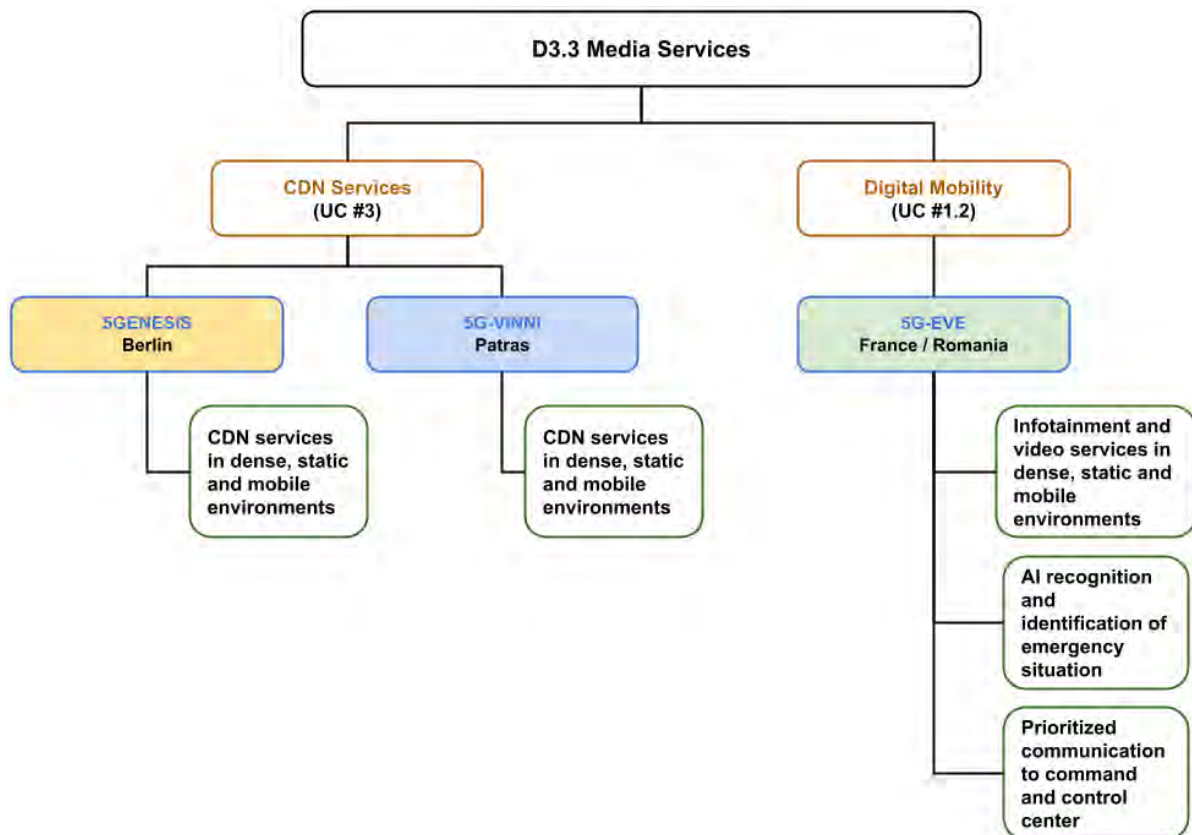 D3.3 Media Services
CDN Services
(UC #3)
Digital Mobility
(UC #1.2)
5GENESIS
Berlin
5G-VINNI
Patras
5G-EVE
France / Romania
CDN services
in dense, static
and mobile
environments
CDN services
in dense, static
and mobile
environments
Infotainment and
video services in
dense, static and
mobile
environments
AI recognition
and
identification of
emergency
situation
Prioritized
communication
to command
and control
center